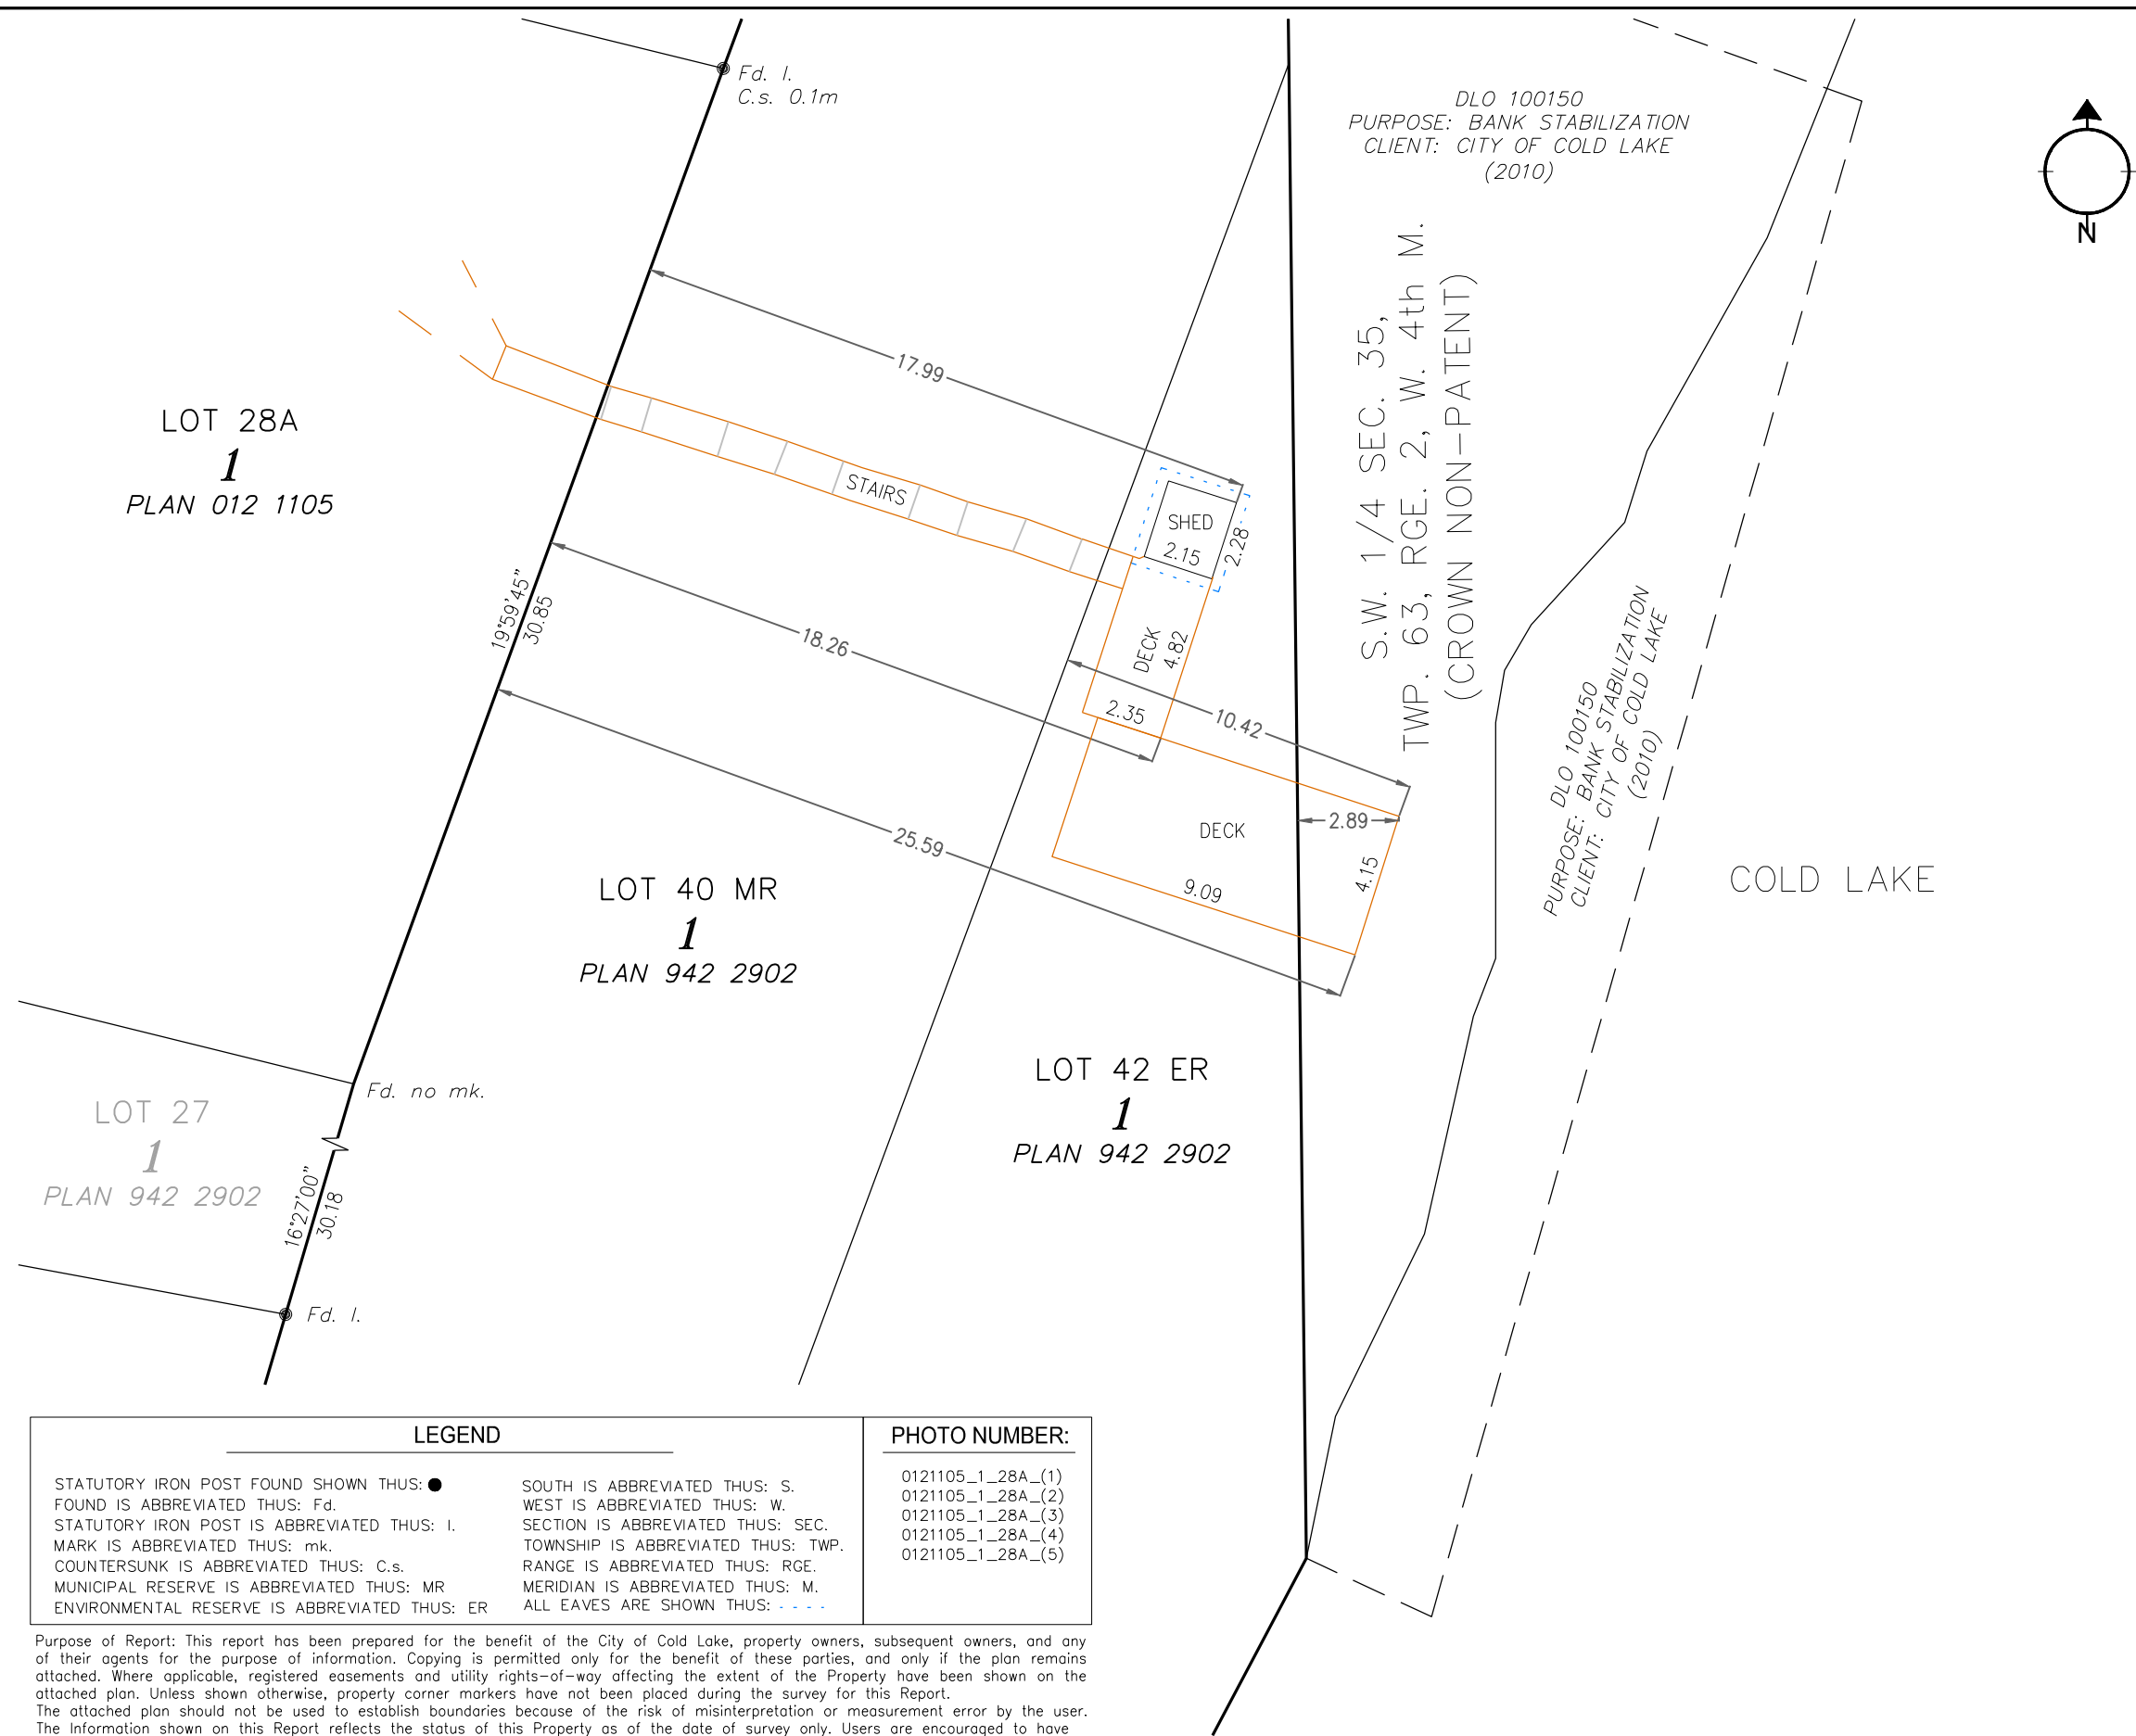 Fd. I.
C.s. 0.1m
DLO 100150
PURPOSE: BANK STABILIZATION
CLIENT: CITY OF COLD LAKE
(2010)
N
S.W. 1/4 SEC. 35,
TWP. 63, RGE. 2, W. 4th M.
(CROWN NON-PATENT)
17.99
LOT 28A
1
PLAN 012 1105
STAIRS
SHED
2.15
2.28
19°59'45"
30.85
18.26
DECK
4.82
2.35
10.42
DLO 100150
PURPOSE: BANK STABILIZATION
CLIENT: CITY OF COLD LAKE
(2010)
2.89
DECK
25.59
4.15
9.09
COLD LAKE
LOT 40 MR
1
PLAN 942 2902
LOT 42 ER
1
PLAN 942 2902
Fd. no mk.
LOT 27
1
PLAN 942 2902
16°27'00"
30.18
Fd. I.
LEGEND
STATUTORY IRON POST FOUND SHOWN THUS:
FOUND IS ABBREVIATED THUS: Fd.
STATUTORY IRON POST IS ABBREVIATED THUS: I.
MARK IS ABBREVIATED THUS: mk.
COUNTERSUNK IS ABBREVIATED THUS: C.s.
MUNICIPAL RESERVE IS ABBREVIATED THUS: MR
ENVIRONMENTAL RESERVE IS ABBREVIATED THUS: ER
SOUTH IS ABBREVIATED THUS: S.
WEST IS ABBREVIATED THUS: W.
SECTION IS ABBREVIATED THUS: SEC.
TOWNSHIP IS ABBREVIATED THUS: TWP.
RANGE IS ABBREVIATED THUS: RGE.
MERIDIAN IS ABBREVIATED THUS: M.
ALL EAVES ARE SHOWN THUS: - - - -
PHOTO NUMBER:
0121105_1_28A_(1)
0121105_1_28A_(2)
0121105_1_28A_(3)
0121105_1_28A_(4)
0121105_1_28A_(5)
Purpose of Report: This report has been prepared for the benefit of the City of Cold Lake, property owners, subsequent owners, and any
of their agents for the purpose of information. Copying is permitted only for the benefit of these parties, and only if the plan remains
attached. Where applicable, registered easements and utility rights-of-way affecting the extent of the Property have been shown on the
attached plan. Unless shown otherwise, property corner markers have not been placed during the survey for this Report.
The attached plan should not be used to establish boundaries because of the risk of misinterpretation or measurement error by the user.
The Information shown on this Report reflects the status of this Property as of the date of survey only. Users are encouraged to have